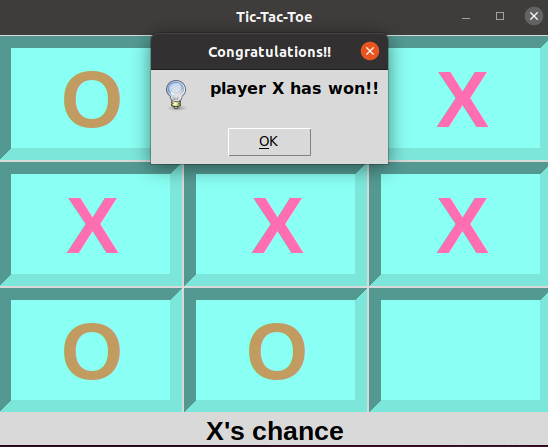 Tic-Tac-Toe
Congratulations!!
player X has won!!
OK
O X
X X X
O O
X's chance